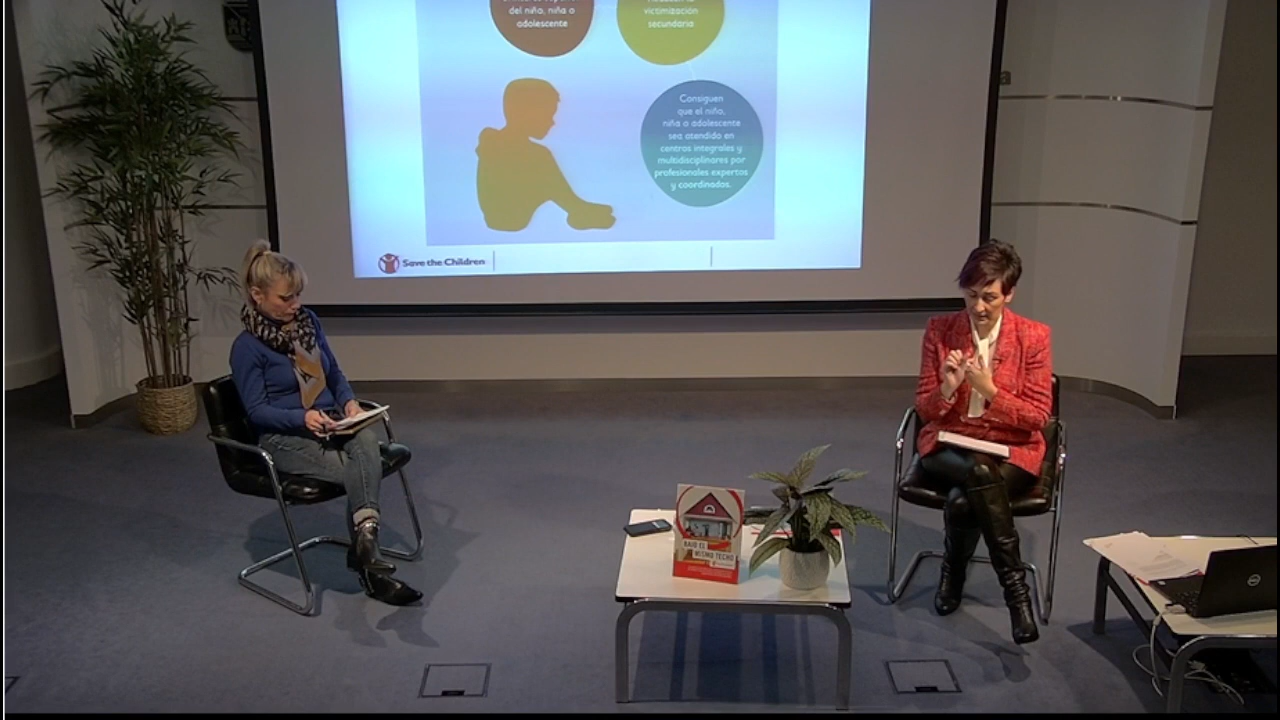 del niño, niña o
adolescente
victimización
secundaria
Consiguen
que el niño,
niña o adolescente
sea atendido en
centros integrales y
multidisciplinares por
profesionales expertos
y coordinados.
Save the Children
BAJO EL
MISMO TECHO
DELL